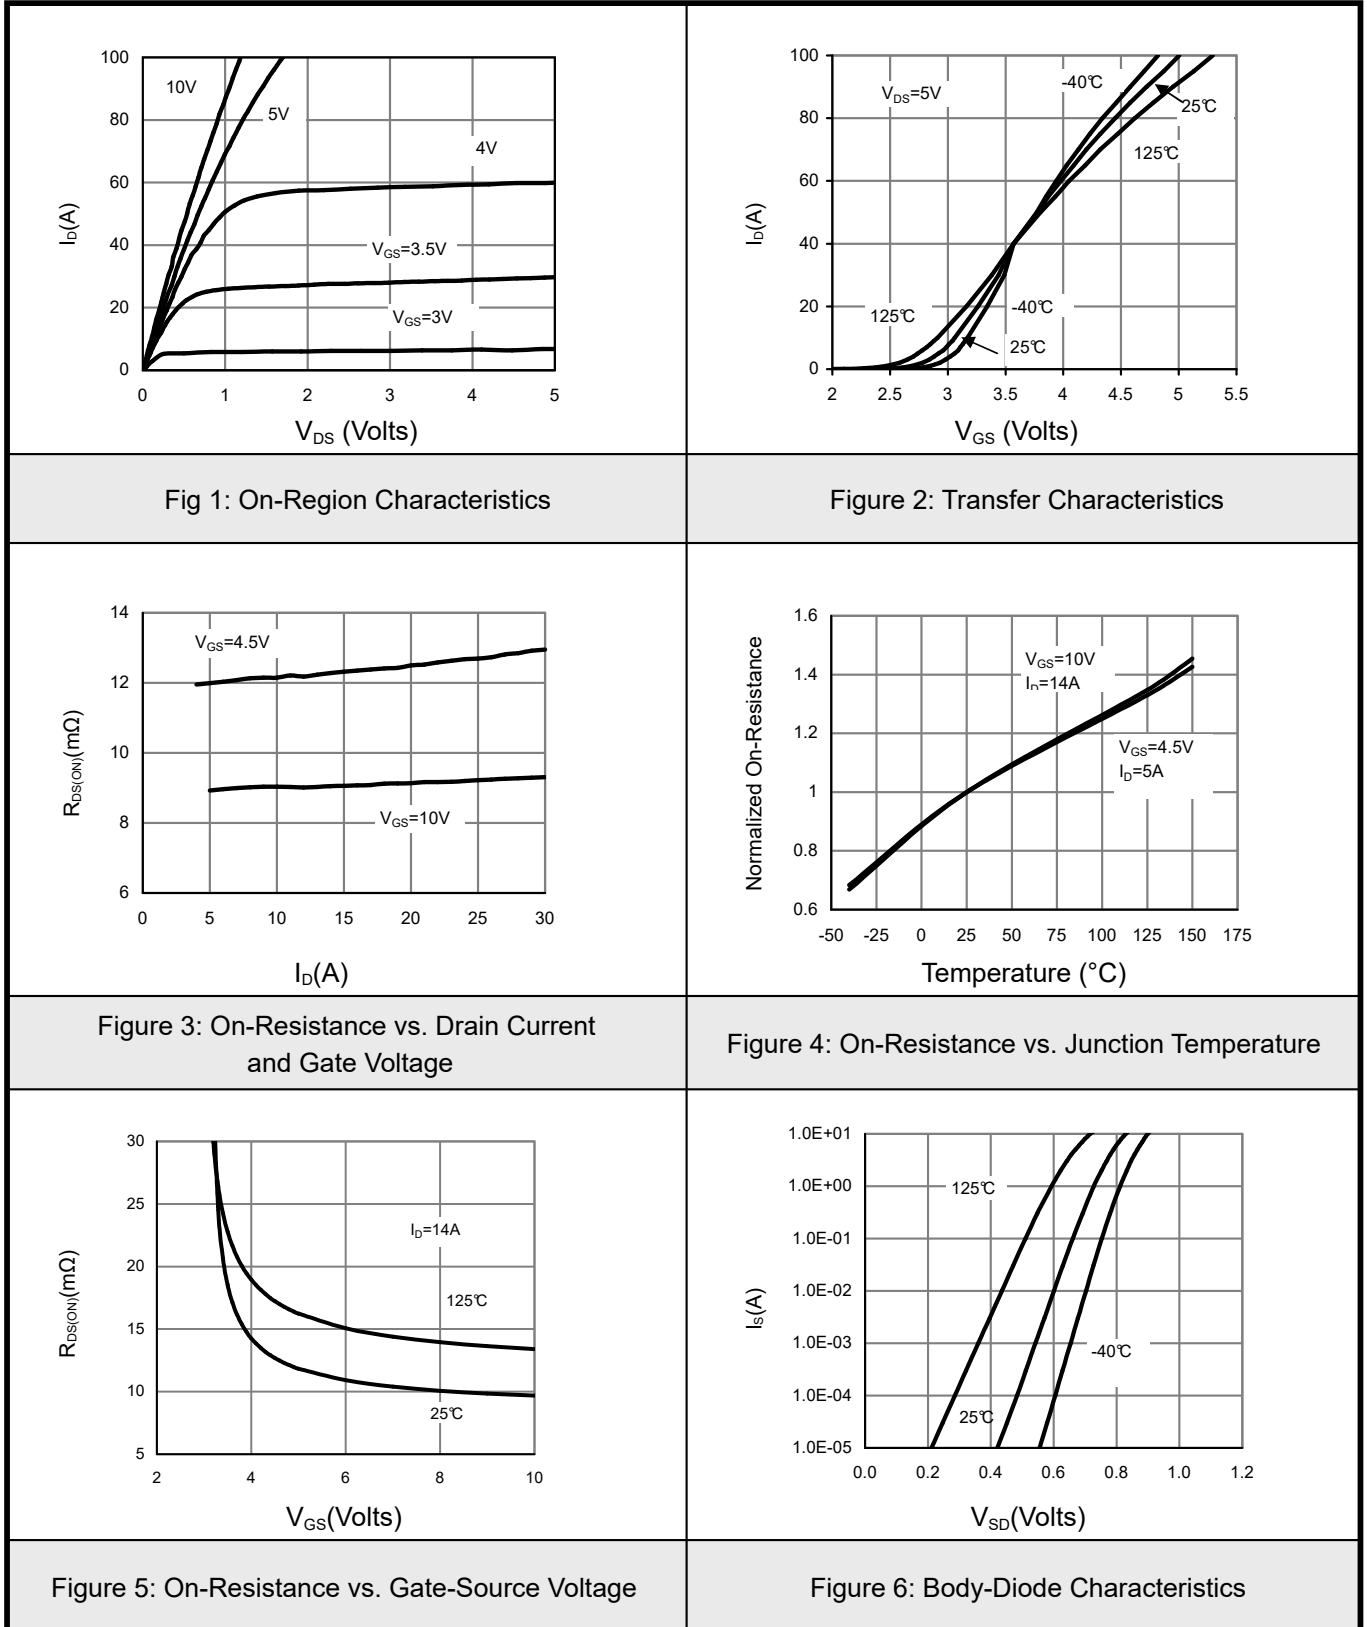 100
80
60
40
20
0
I_D(A)
10V
5V
4V
V_GS=3.5V
V_GS=3V
0 1 2 3 4 5
V_DS (Volts)
Fig 1: On-Region Characteristics
100
80
60
40
20
0
I_D(A)
V_DS=5V
-40℃
25℃
125℃
125℃
-40℃
25℃
2 2.5 3 3.5 4 4.5 5 5.5
V_GS (Volts)
Figure 2: Transfer Characteristics
14
12
10
8
6
R_DS(ON)(mΩ)
V_GS=4.5V
V_GS=10V
0 5 10 15 20 25 30
I_D(A)
Figure 3: On-Resistance vs. Drain Current
and Gate Voltage
1.6
1.4
1.2
1
0.8
0.6
Normalized On-Resistance
V_GS=10V
I_D=14A
V_GS=4.5V
I_D=5A
-50 -25 0 25 50 75 100 125 150 175
Temperature (°C)
Figure 4: On-Resistance vs. Junction Temperature
30
25
20
15
10
5
R_DS(ON)(mΩ)
I_D=14A
125℃
25℃
2 4 6 8 10
V_GS(Volts)
Figure 5: On-Resistance vs. Gate-Source Voltage
1.0E+01
1.0E+00
1.0E-01
1.0E-02
1.0E-03
1.0E-04
1.0E-05
I_S(A)
125℃
-40℃
25℃
0.0 0.2 0.4 0.6 0.8 1.0 1.2
V_SD(Volts)
Figure 6: Body-Diode Characteristics